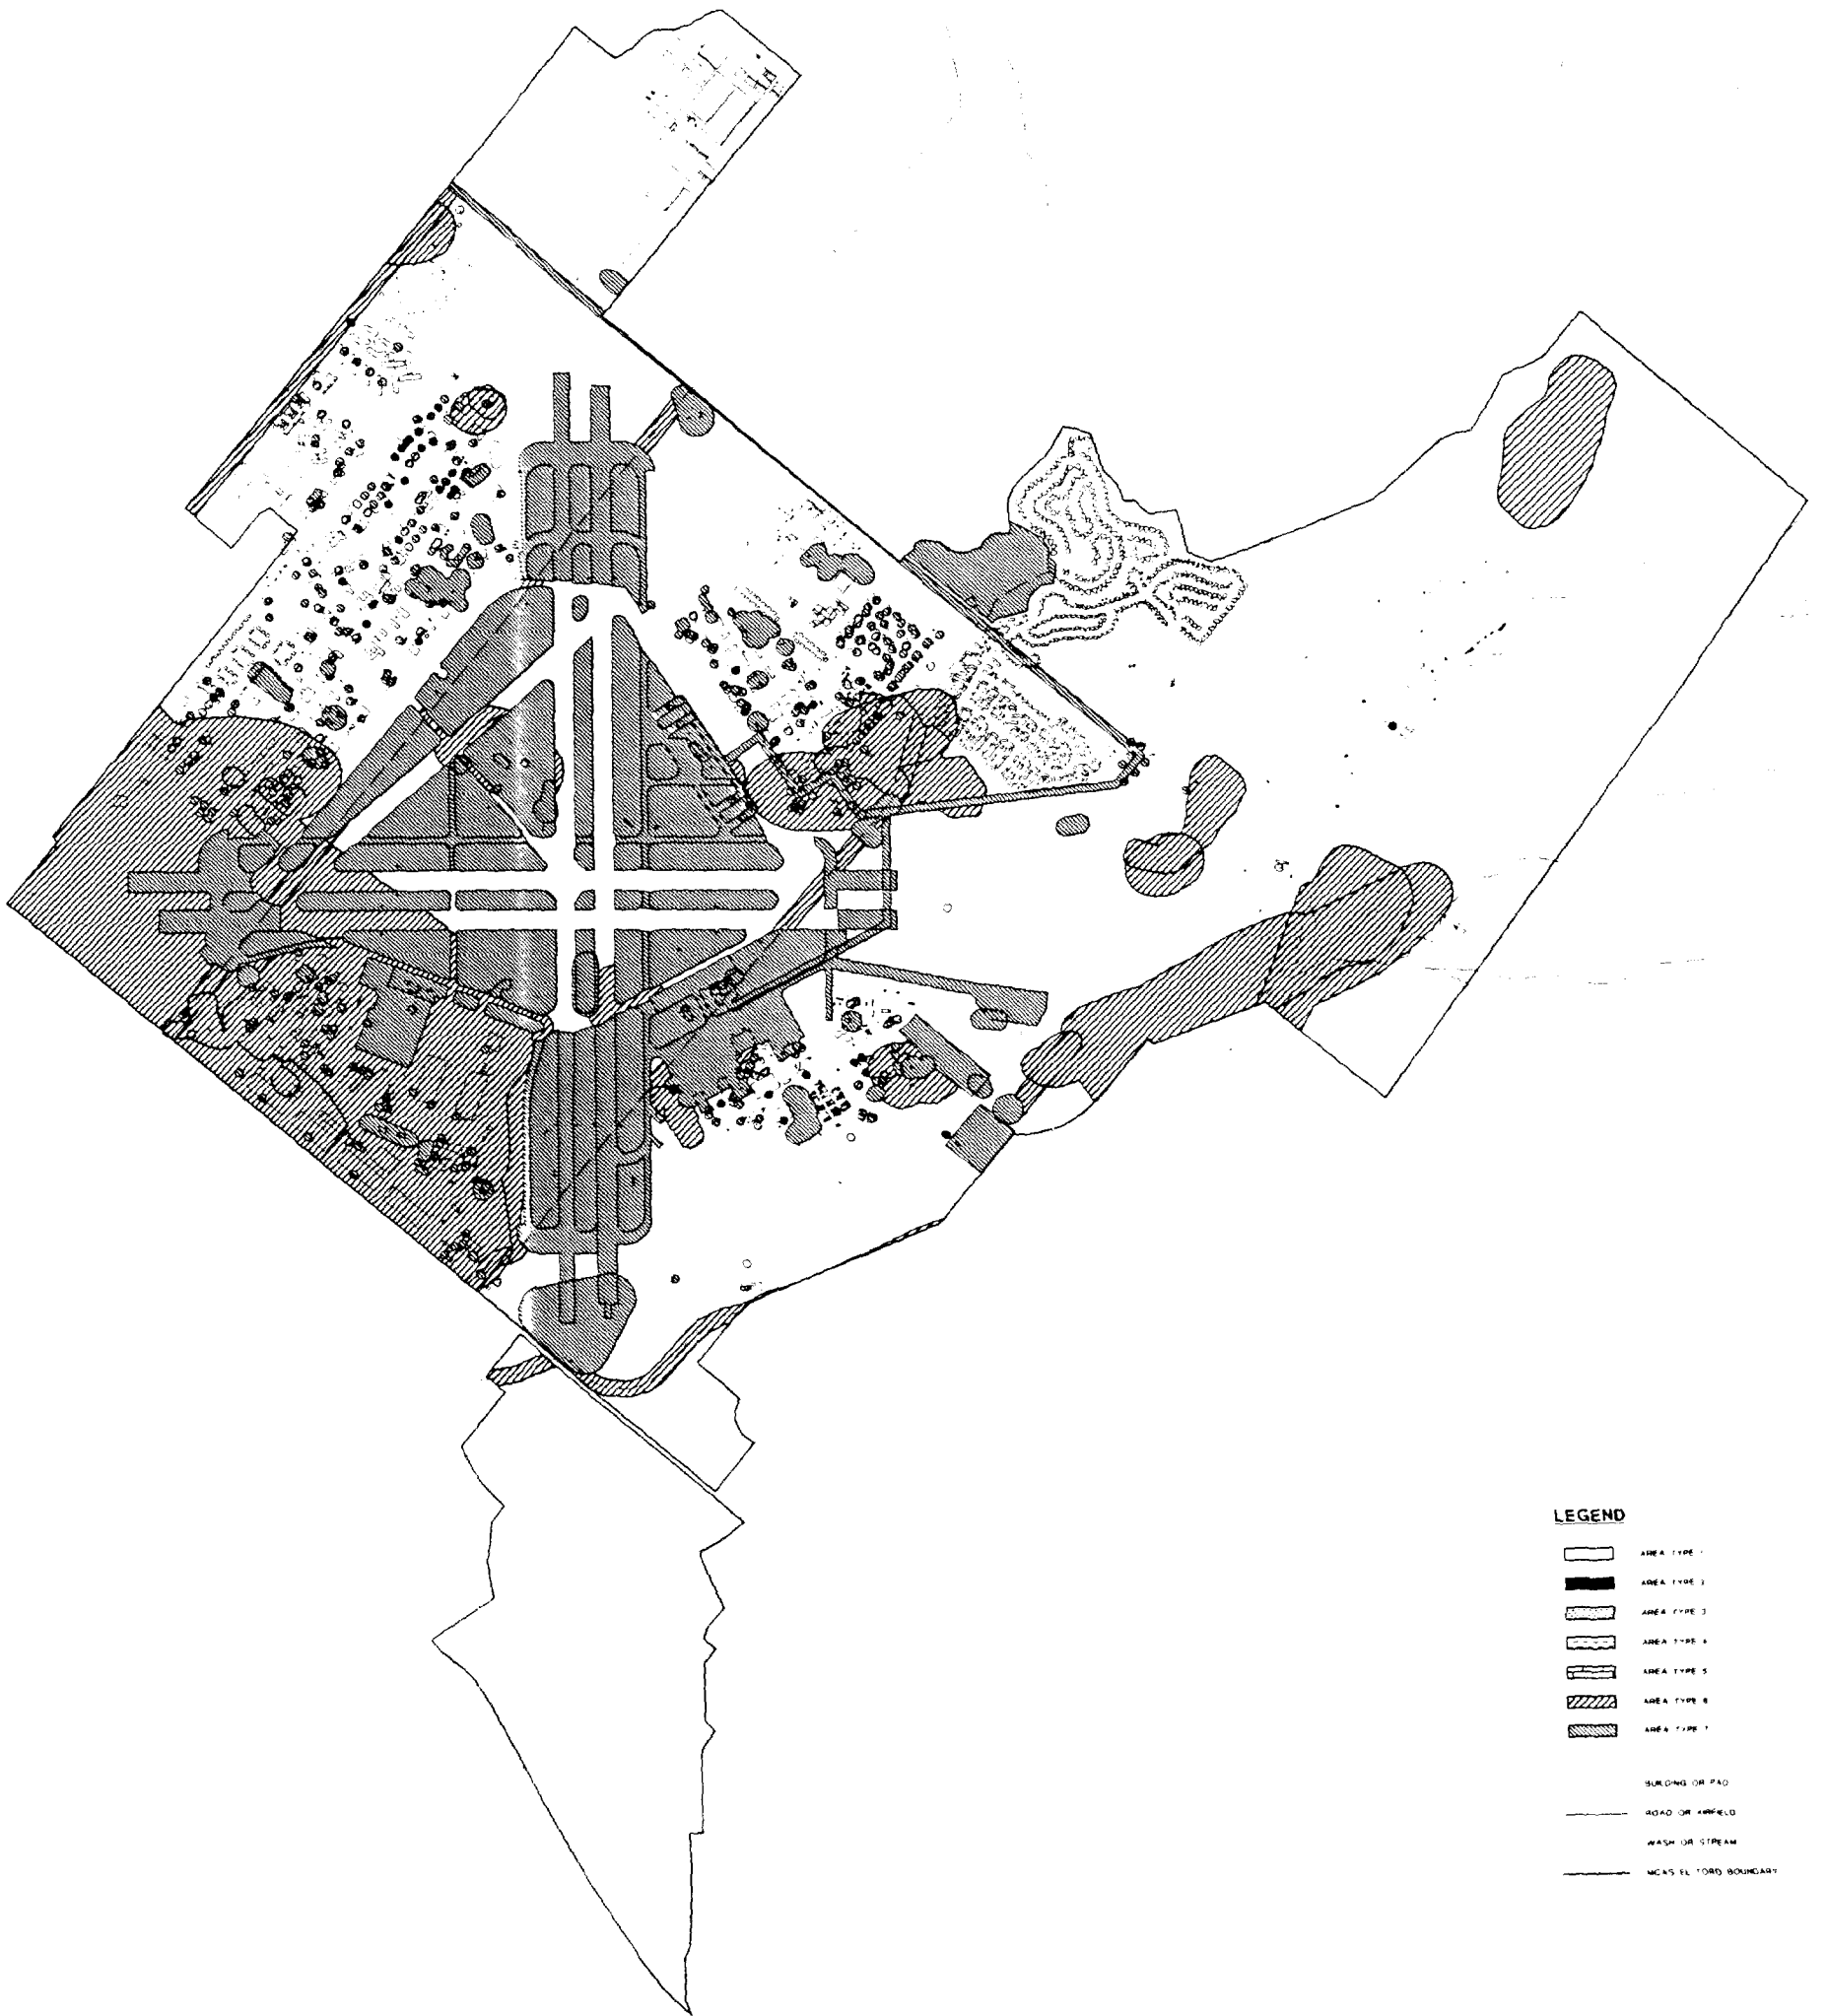 LEGEND
AREA TYPE 1
AREA TYPE 2
AREA TYPE 3
AREA TYPE 4
AREA TYPE 5
AREA TYPE 6
AREA TYPE 7
BUILDING OR PAD
ROAD OR AIRFIELD
WASH OR STREAM
MCAS EL TORO BOUNDARY